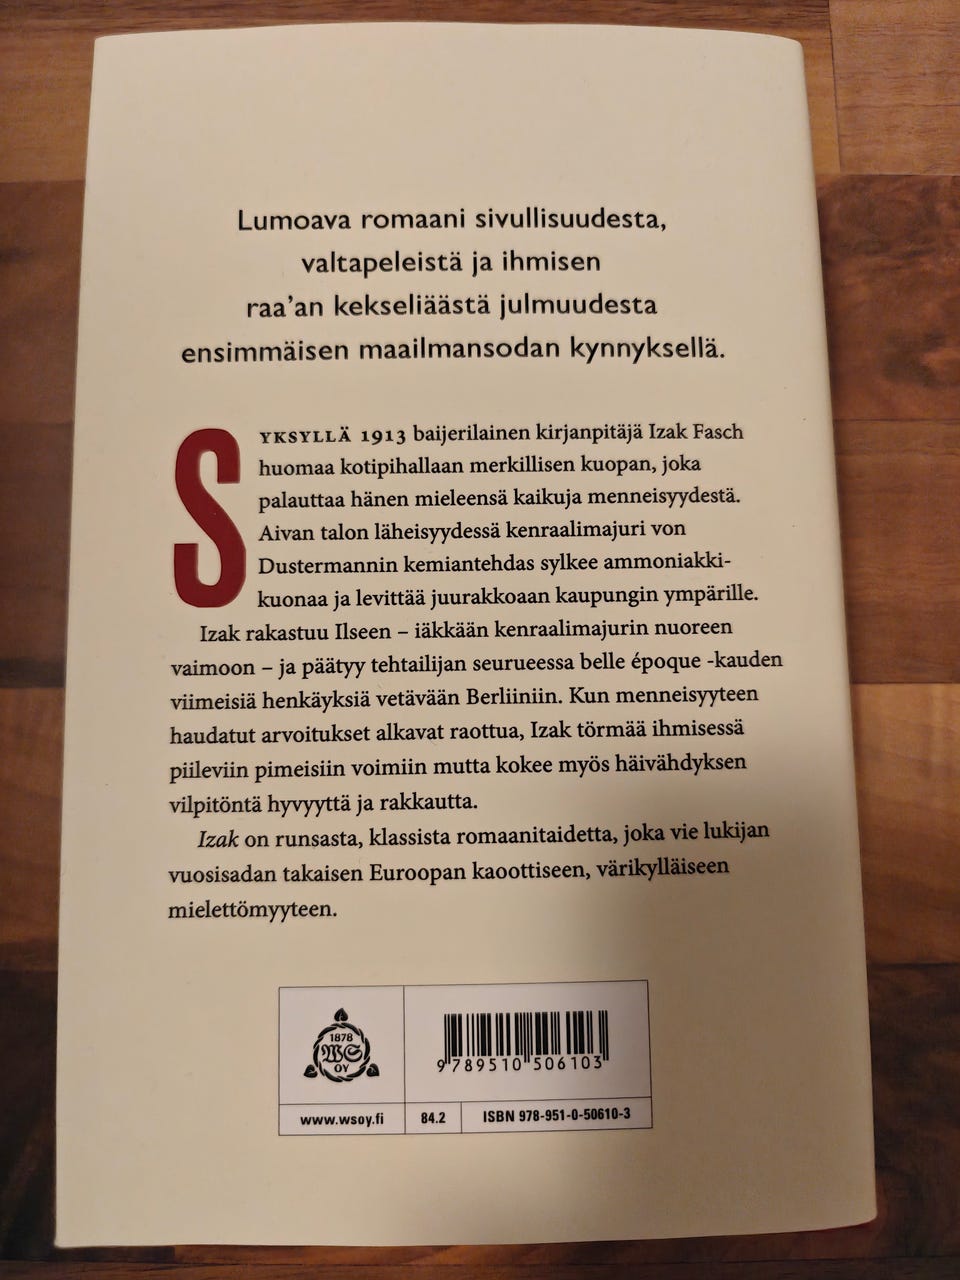 Lumoava romaani sivullisuudesta,
valtapeleistä ja ihmisen
raa'an kekseliäästä julmuudesta
ensimmäisen maailmansodan kynnyksellä.
SYKSYLLÄ 1913 baijerilainen kirjanpitäjä Izak Fasch
huomaa kotipihallaan merkillisen kuopan, joka
palauttaa hänen mieleensä kaikuja menneisyydestä.
Aivan talon läheisyydessä kenraalimajuri von
Dustermannin kemiantehdas sylkee ammoniakki-
kuonaa ja levittää juurakkoaan kaupungin ympärille.
Izak rakastuu Ilseen – iäkkään kenraalimajurin nuoreen
vaimoon – ja päätyy tehtailijan seurueessa belle époque -kauden
viimeisiä henkäyksiä vetävään Berliiniin. Kun menneisyyteen
haudatut arvoitukset alkavat raottua, Izak törmää ihmisessä
piileviin pimeisiin voimiin mutta kokee myös häivähdyksen
vilpitöntä hyvyyttä ja rakkautta.
Izak on runsasta, klassista romaanitaidetta, joka vie lukijan
vuosisadan takaisen Euroopan kaoottiseen, värikylläiseen
mielettömyyteen.
1878
WS
OY
9 789510 506103
www.wsoy.fi
84.2
ISBN 978-951-0-50610-3